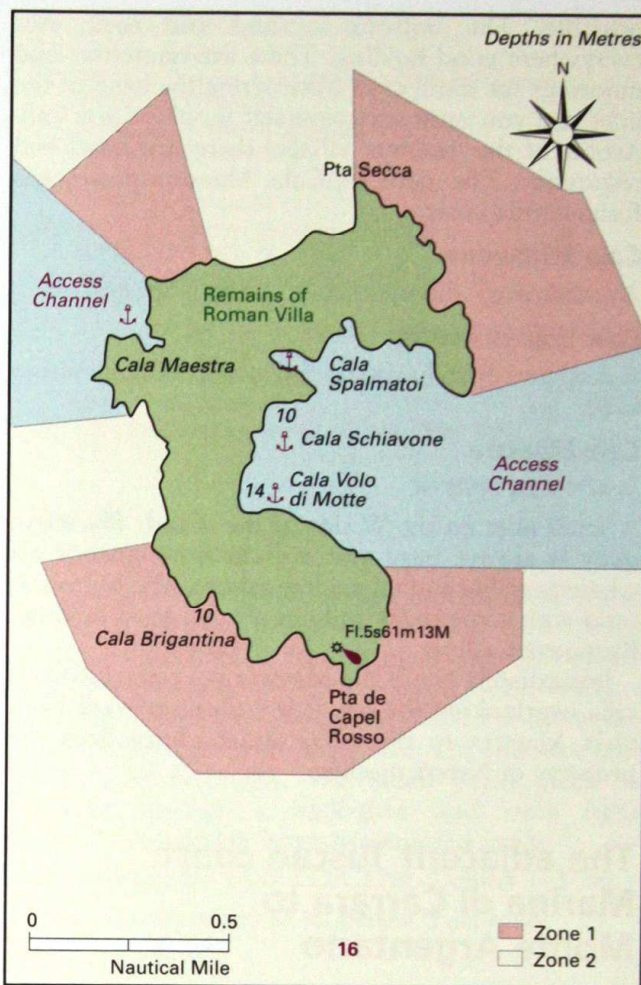 Depths in Metres
N
Pta Secca
Access
Channel
Remains of
Roman Villa
Cala Maestra
Cala
Spalmatoi
10
Cala Schiavone
Access
Channel
14
Cala Volo
di Motte
10
Cala Brigantina
Fl.5s61m13M
Pta de
Capel
Rosso
0
0.5
Nautical Mile
16
Zone 1
Zone 2